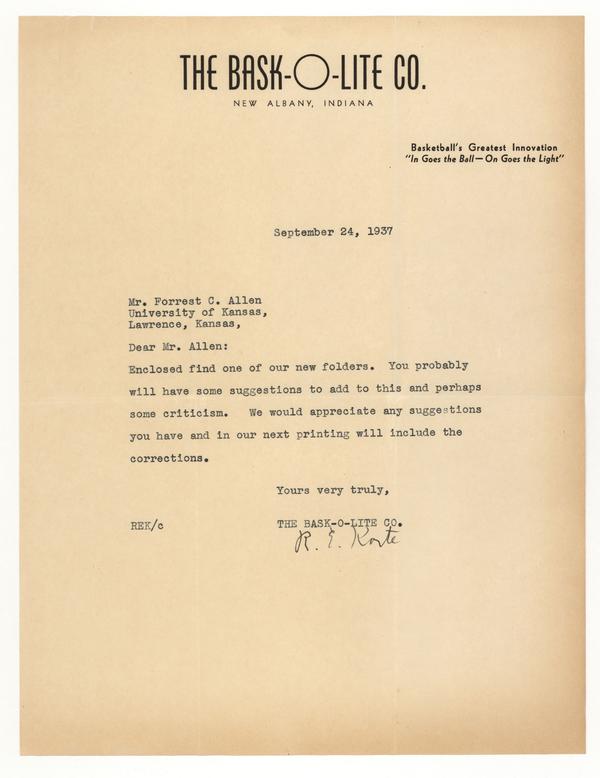 THE BASK-O-LITE CO.
NEW ALBANY, INDIANA
Basketball's Greatest Innovation
"In Goes the Ball—On Goes the Light"
September 24, 1937
Mr. Forrest C. Allen
University of Kansas,
Lawrence, Kansas,
Dear Mr. Allen:
Enclosed find one of our new folders.  You probably
will have some suggestions to add to this and perhaps
some criticism.  We would appreciate any suggestions
you have and in our next printing will include the
corrections.
Yours very truly,
REK/c THE BASK-O-LITE CO.
R. E. Korte